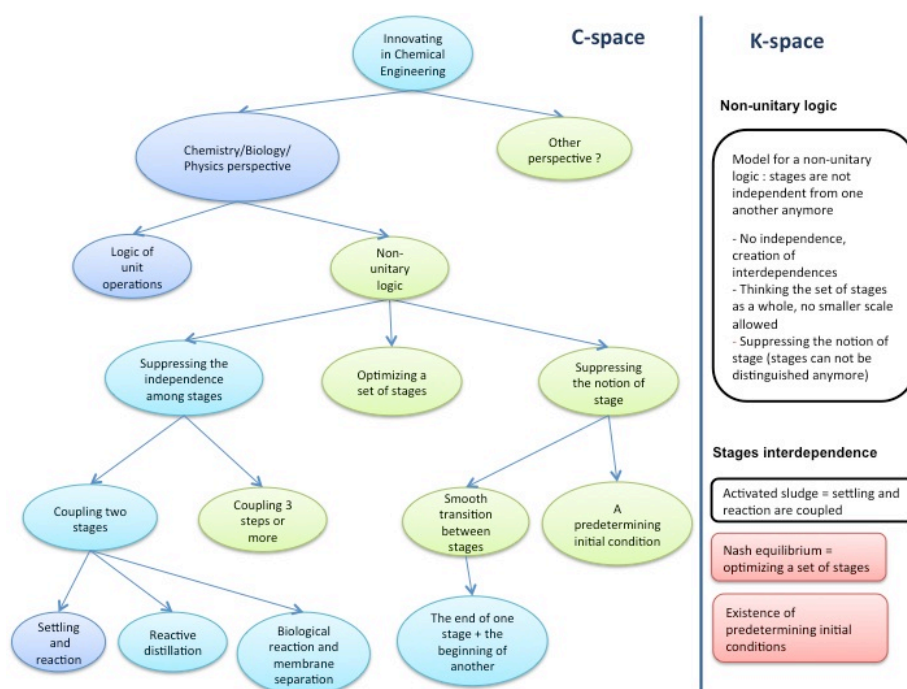 Innovating
in Chemical
Engineering
C-space
K-space
Chemistry/Biology/
Physics perspective
Other
perspective ?
Logic of
unit
operations
Non-
unitary
logic
Suppressing the
independence
among stages
Optimizing a
set of stages
Suppressing
the notion of
stage
Coupling two
stages
Coupling 3
steps or
more
Smooth
transition
between
stages
A
predetermining
initial condition
Settling
and
reaction
Reactive
distillation
Biological
reaction and
membrane
separation
The end of one
stage + the
beginning of
another
Non-unitary logic
Model for a non-unitary
logic : stages are not
independent from one
another anymore
- No independence,
creation of
interdependences
- Thinking the set of stages
as a whole, no smaller scale
allowed
- Suppressing the notion of
stage (stages can not be
distinguished anymore)
Stages interdependence
Activated sludge = settling and
reaction are coupled
Nash equilibrium =
optimizing a set of stages
Existence of
predetermining initial
conditions